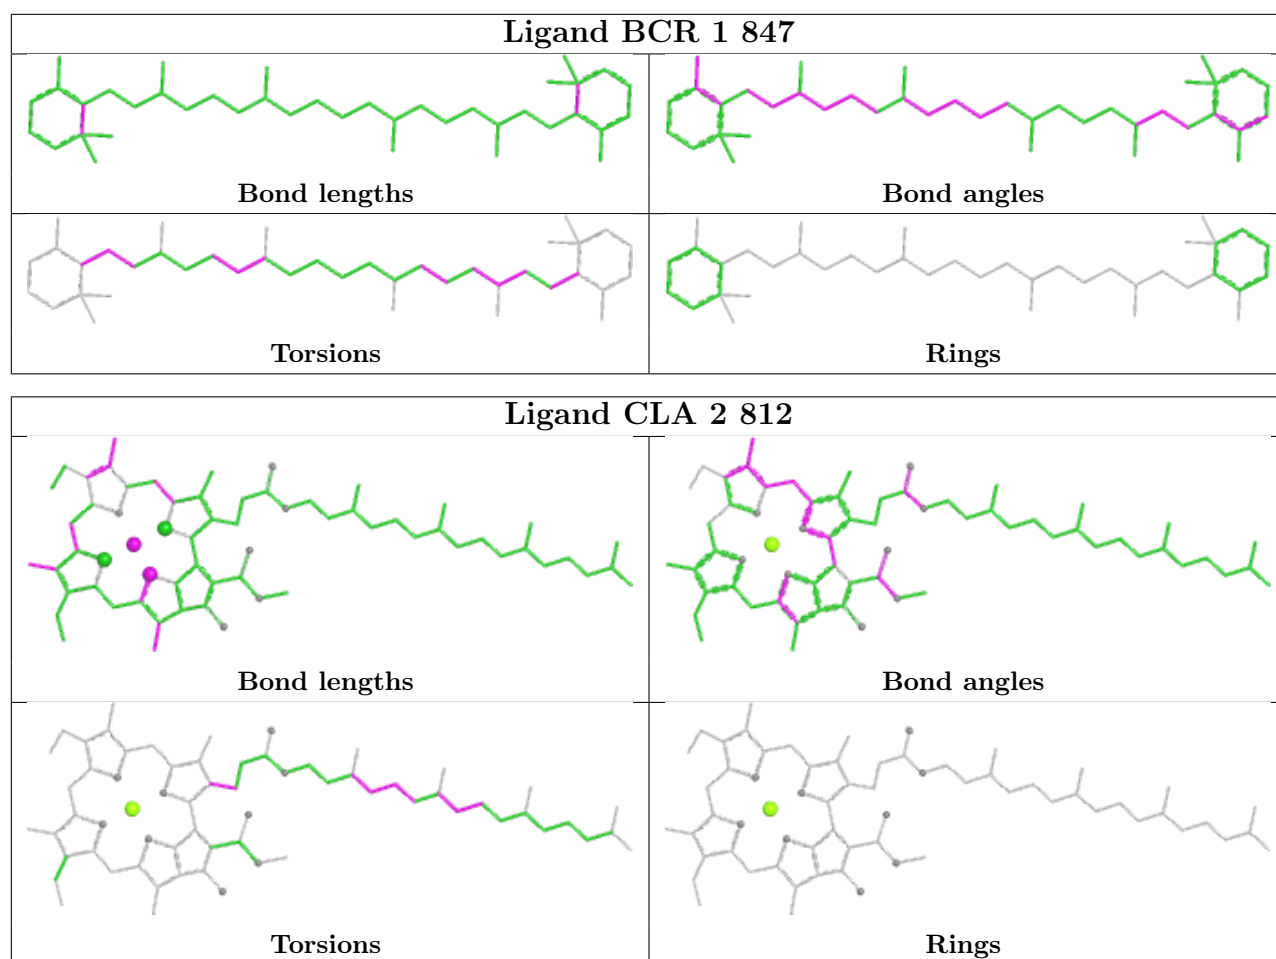 Ligand BCR 1 847
Bond lengths
Bond angles
Torsions
Rings
Ligand CLA 2 812
Bond lengths
Bond angles
Torsions
Rings